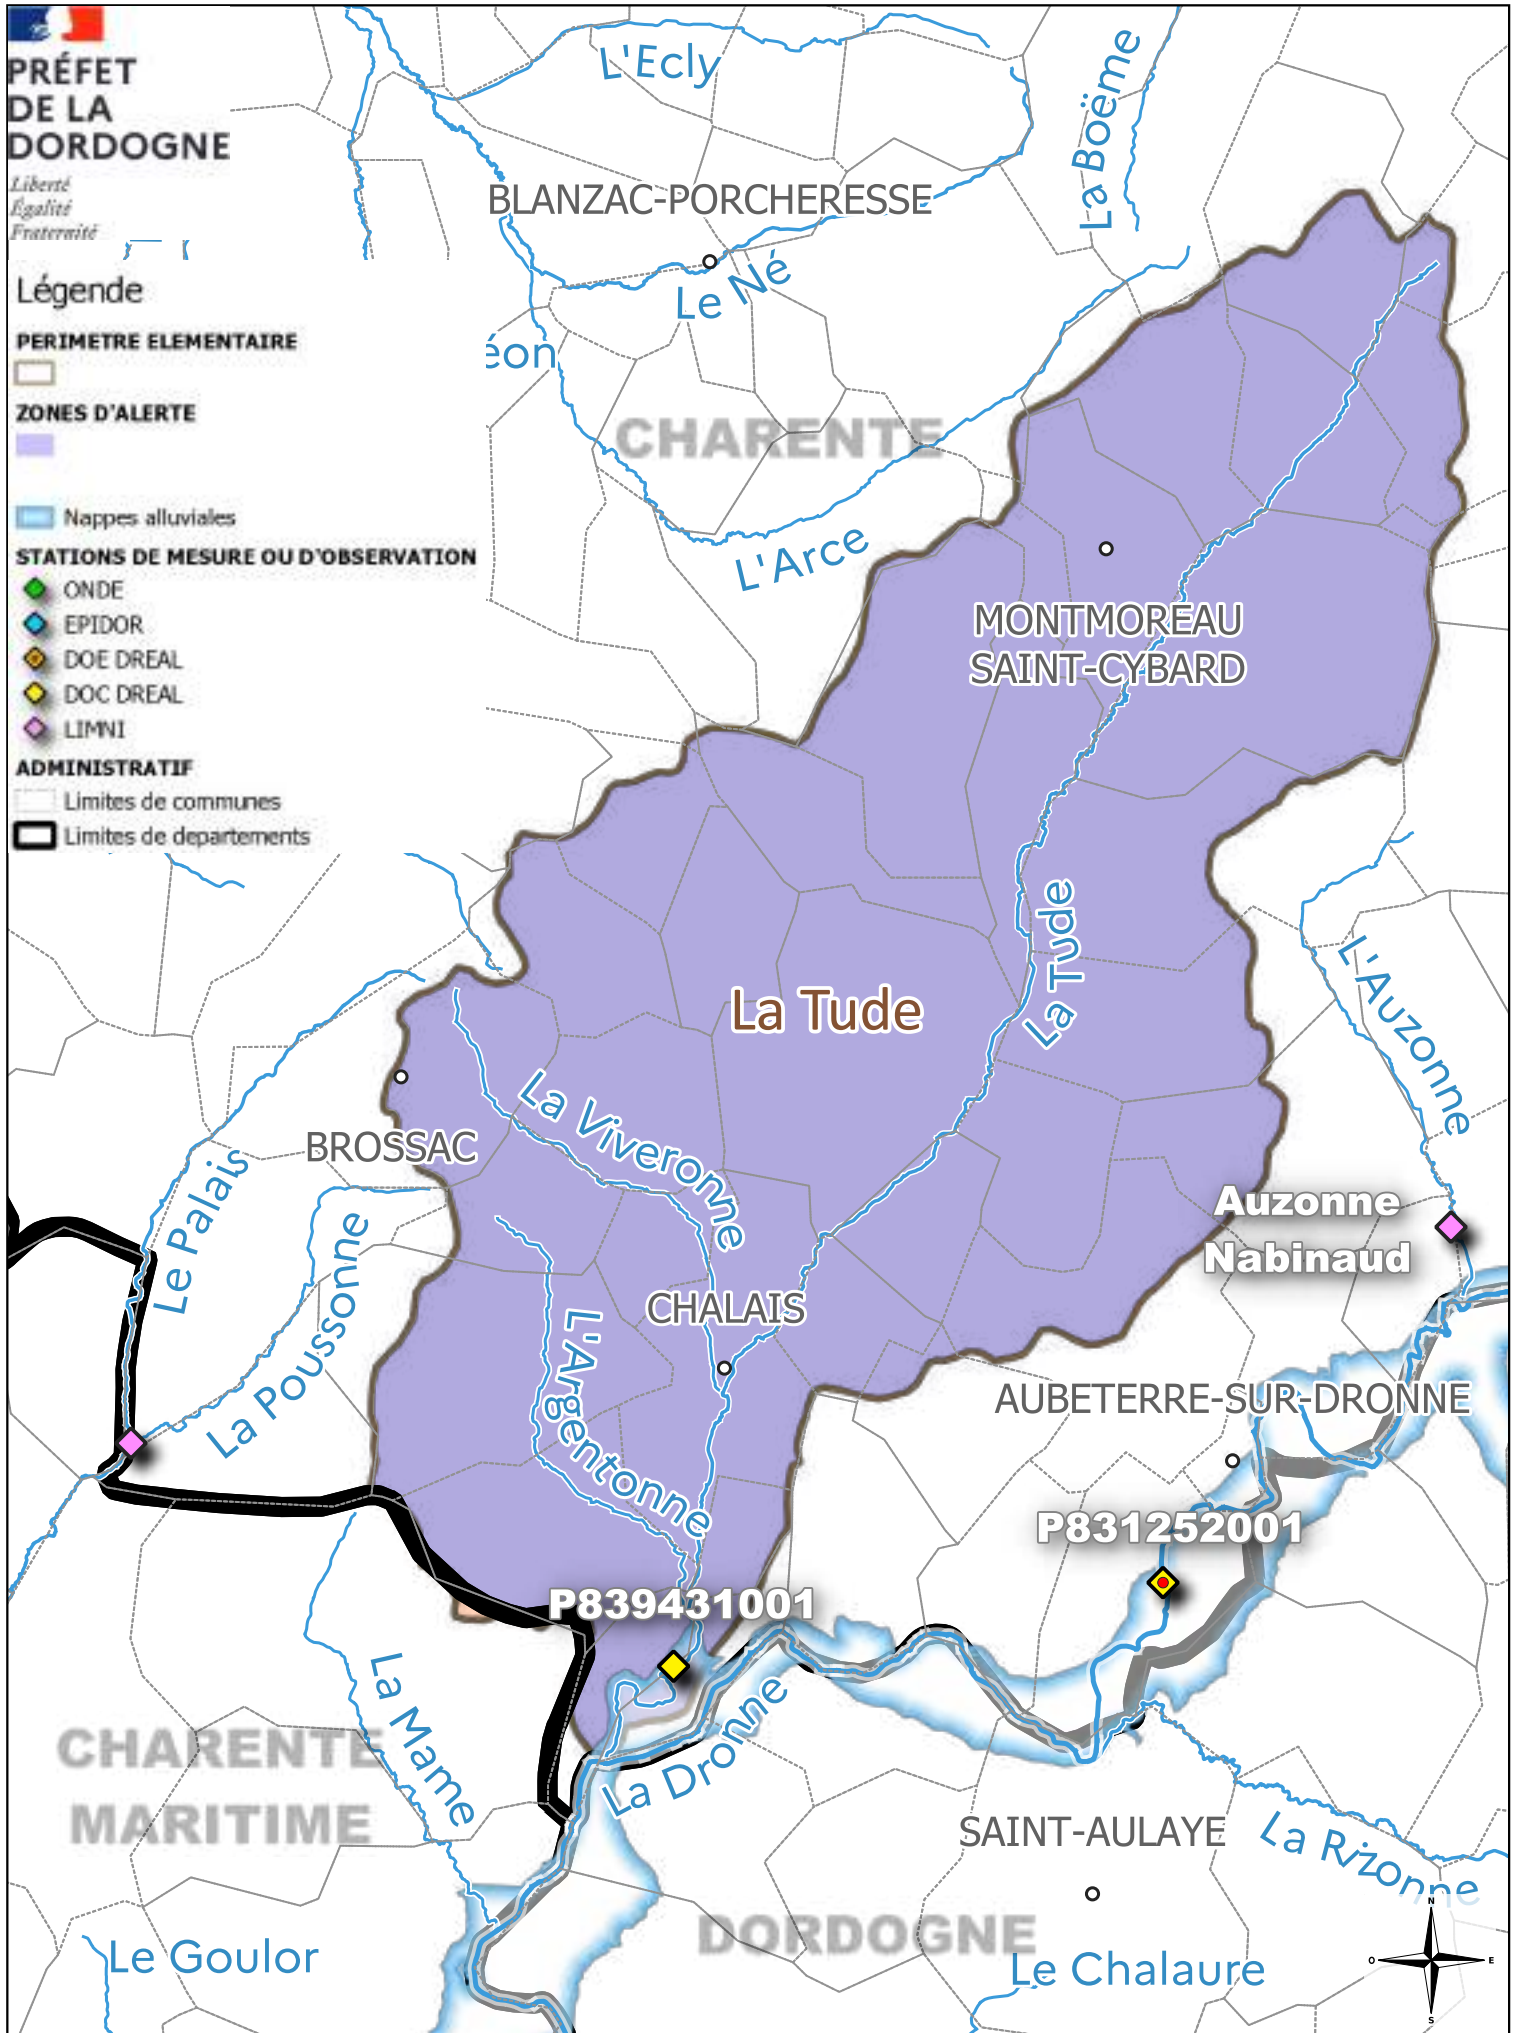 PRÉFET
DE LA
DORDOGNE
Liberté
Égalité
Fraternité
Légende
PERIMETRE ELEMENTAIRE
ZONES D'ALERTE
Nappes alluviales
STATIONS DE MESURE OU D'OBSERVATION
ONDE
EPIDOR
DOE DREAL
DOC DREAL
LIMNI
ADMINISTRATIF
Limites de communes
Limites de departements
L'Ecly
La Boëme
BLANZAC-PORCHERESSE
Le Né
éon
CHARENTE
L'Arce
MONTMOREAU
SAINT-CYBARD
La Tude
La Tude
L'Auzonne
La Viveronne
BROSSAC
Le Palais
La Poussonne
Auzonne
Nabinaud
CHALAIS
L'Argentonne
AUBETERRE-SUR-DRONNE
P831252001
P839431001
La Mame
La Dronne
CHARENTE
MARITIME
SAINT-AULAYE
La Rizonne
DORDOGNE
Le Goulor
Le Chalaure
N
O
E
S